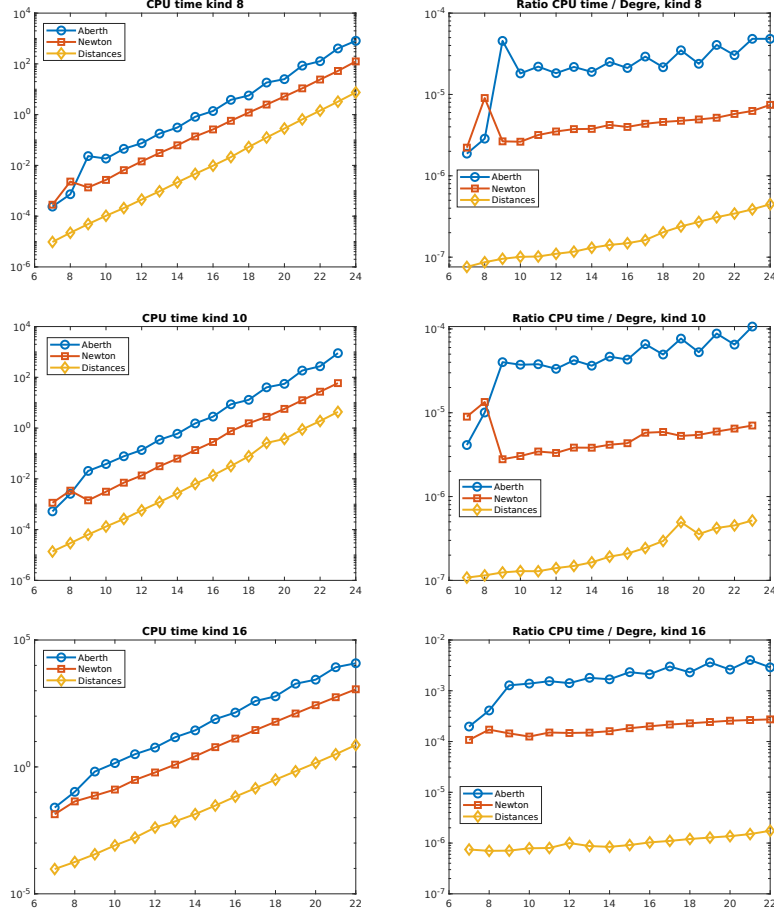 CPU time kind 8
10^4
10^2
10^0
10^-2
10^-4
10^-6
Aberth
Newton
Distances
6 8 10 12 14 16 18 20 22 24
Ratio CPU time / Degre, kind 8
10^-4
10^-5
10^-6
10^-7
Aberth
Newton
Distances
6 8 10 12 14 16 18 20 22 24
CPU time kind 10
10^4
10^2
10^0
10^-2
10^-4
10^-6
Aberth
Newton
Distances
6 8 10 12 14 16 18 20 22 24
Ratio CPU time / Degre, kind 10
10^-4
10^-5
10^-6
10^-7
Aberth
Newton
Distances
6 8 10 12 14 16 18 20 22 24
CPU time kind 16
10^5
10^0
10^-5
Aberth
Newton
Distances
6 8 10 12 14 16 18 20 22
Ratio CPU time / Degre, kind 16
10^-2
10^-3
10^-4
10^-5
10^-6
10^-7
Aberth
Newton
Distances
6 8 10 12 14 16 18 20 22